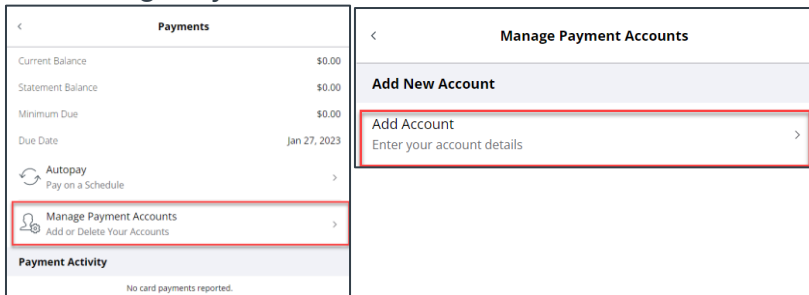 Payments
Current Balance $0.00
Statement Balance $0.00
Minimum Due $0.00
Due Date Jan 27, 2023
Autopay
Pay on a Schedule
Manage Payment Accounts
Add or Delete Your Accounts
Payment Activity
No card payments reported.
Manage Payment Accounts
Add New Account
Add Account
Enter your account details